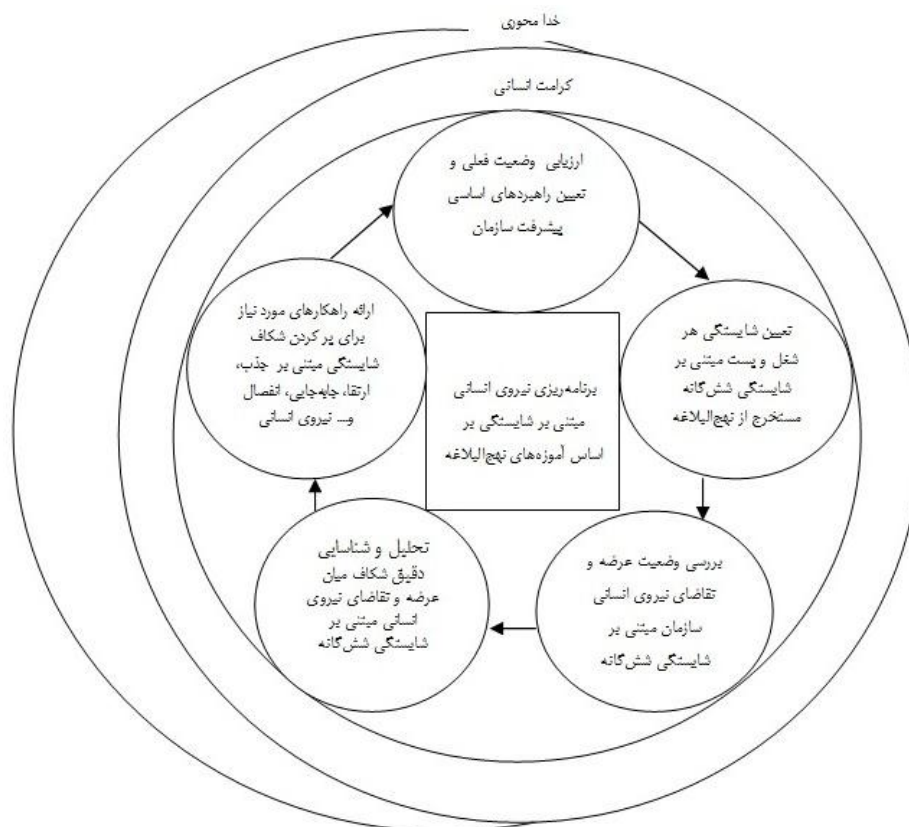 خدا محوری
کرامت انسانی
ارزیابی وضعیت فعلی و
تعیین راهبردهای اساسی
پیشرفت سازمان
تعیین شایستگی هر
شغل و پست مبتنی بر
شایستگی شش‌گانه
مستخرج از نهج‌البلاغه
بررسی وضعیت عرضه و
تقاضای نیروی انسانی
سازمان مبتنی بر
شایستگی شش‌گانه
تحلیل و شناسایی
دقیق شکاف میان
عرضه و تقاضای نیروی
انسانی مبتنی بر
شایستگی شش‌گانه
ارائه راهکارهای مورد نیاز
برای پر کردن شکاف
شایستگی مبتنی بر جذب،
ارتقا، جابه‌جایی، انفصال
و... نیروی انسانی
برنامه‌ریزی نیروی انسانی
مبتنی بر شایستگی بر
اساس آموزه‌های نهج‌البلاغه